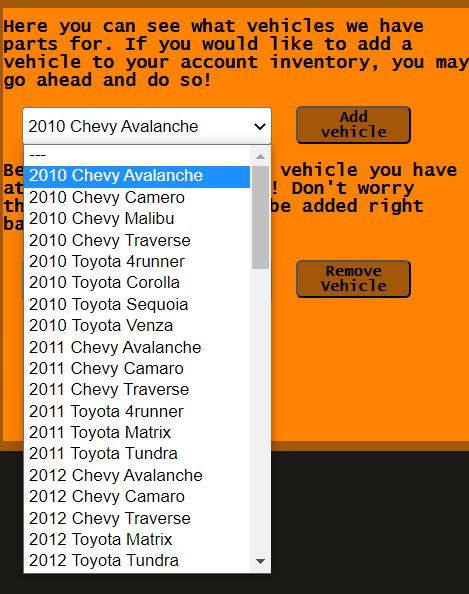 Here you can see what vehicles we have
parts for. If you would like to add a
vehicle to your account inventory, you may
go ahead and do so!
2010 Chevy Avalanche
Add
vehicle
---
2010 Chevy Avalanche
2010 Chevy Camero
2010 Chevy Malibu
2010 Chevy Traverse
2010 Toyota 4runner
2010 Toyota Corolla
2010 Toyota Sequoia
2010 Toyota Venza
2011 Chevy Avalanche
2011 Chevy Camaro
2011 Chevy Traverse
2011 Toyota 4runner
2011 Toyota Matrix
2011 Toyota Tundra
2012 Chevy Avalanche
2012 Chevy Camaro
2012 Chevy Traverse
2012 Toyota Matrix
2012 Toyota Tundra
Be vehicle you have
at ! Don't worry
th be added right
ba
Remove
Vehicle